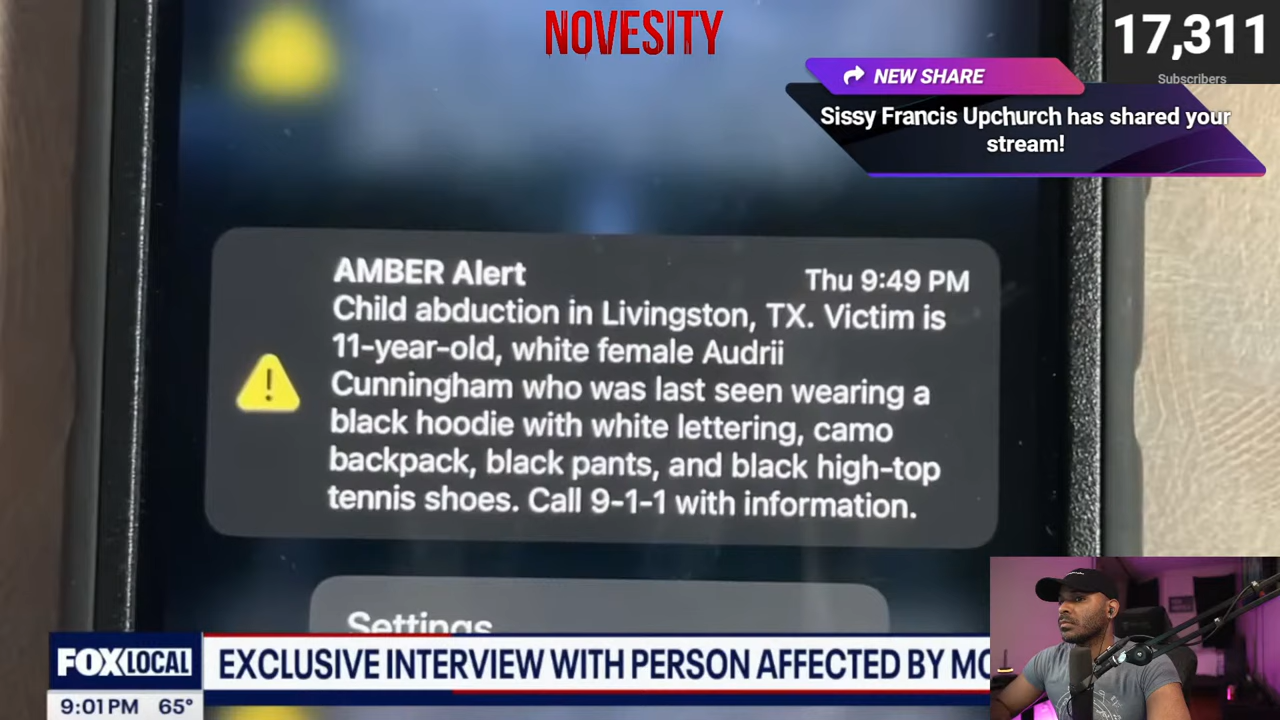 NOVESITY
17,311
Subscribers
NEW SHARE
Sissy Francis Upchurch has shared your
stream!
AMBER Alert
Thu 9:49 PM
Child abduction in Livingston, TX. Victim is
11-year-old, white female Audrii
Cunningham who was last seen wearing a
black hoodie with white lettering, camo
backpack, black pants, and black high-top
tennis shoes. Call 9-1-1 with information.
Settings
FOX LOCAL
EXCLUSIVE INTERVIEW WITH PERSON AFFECTED BY
9:01PM 65°